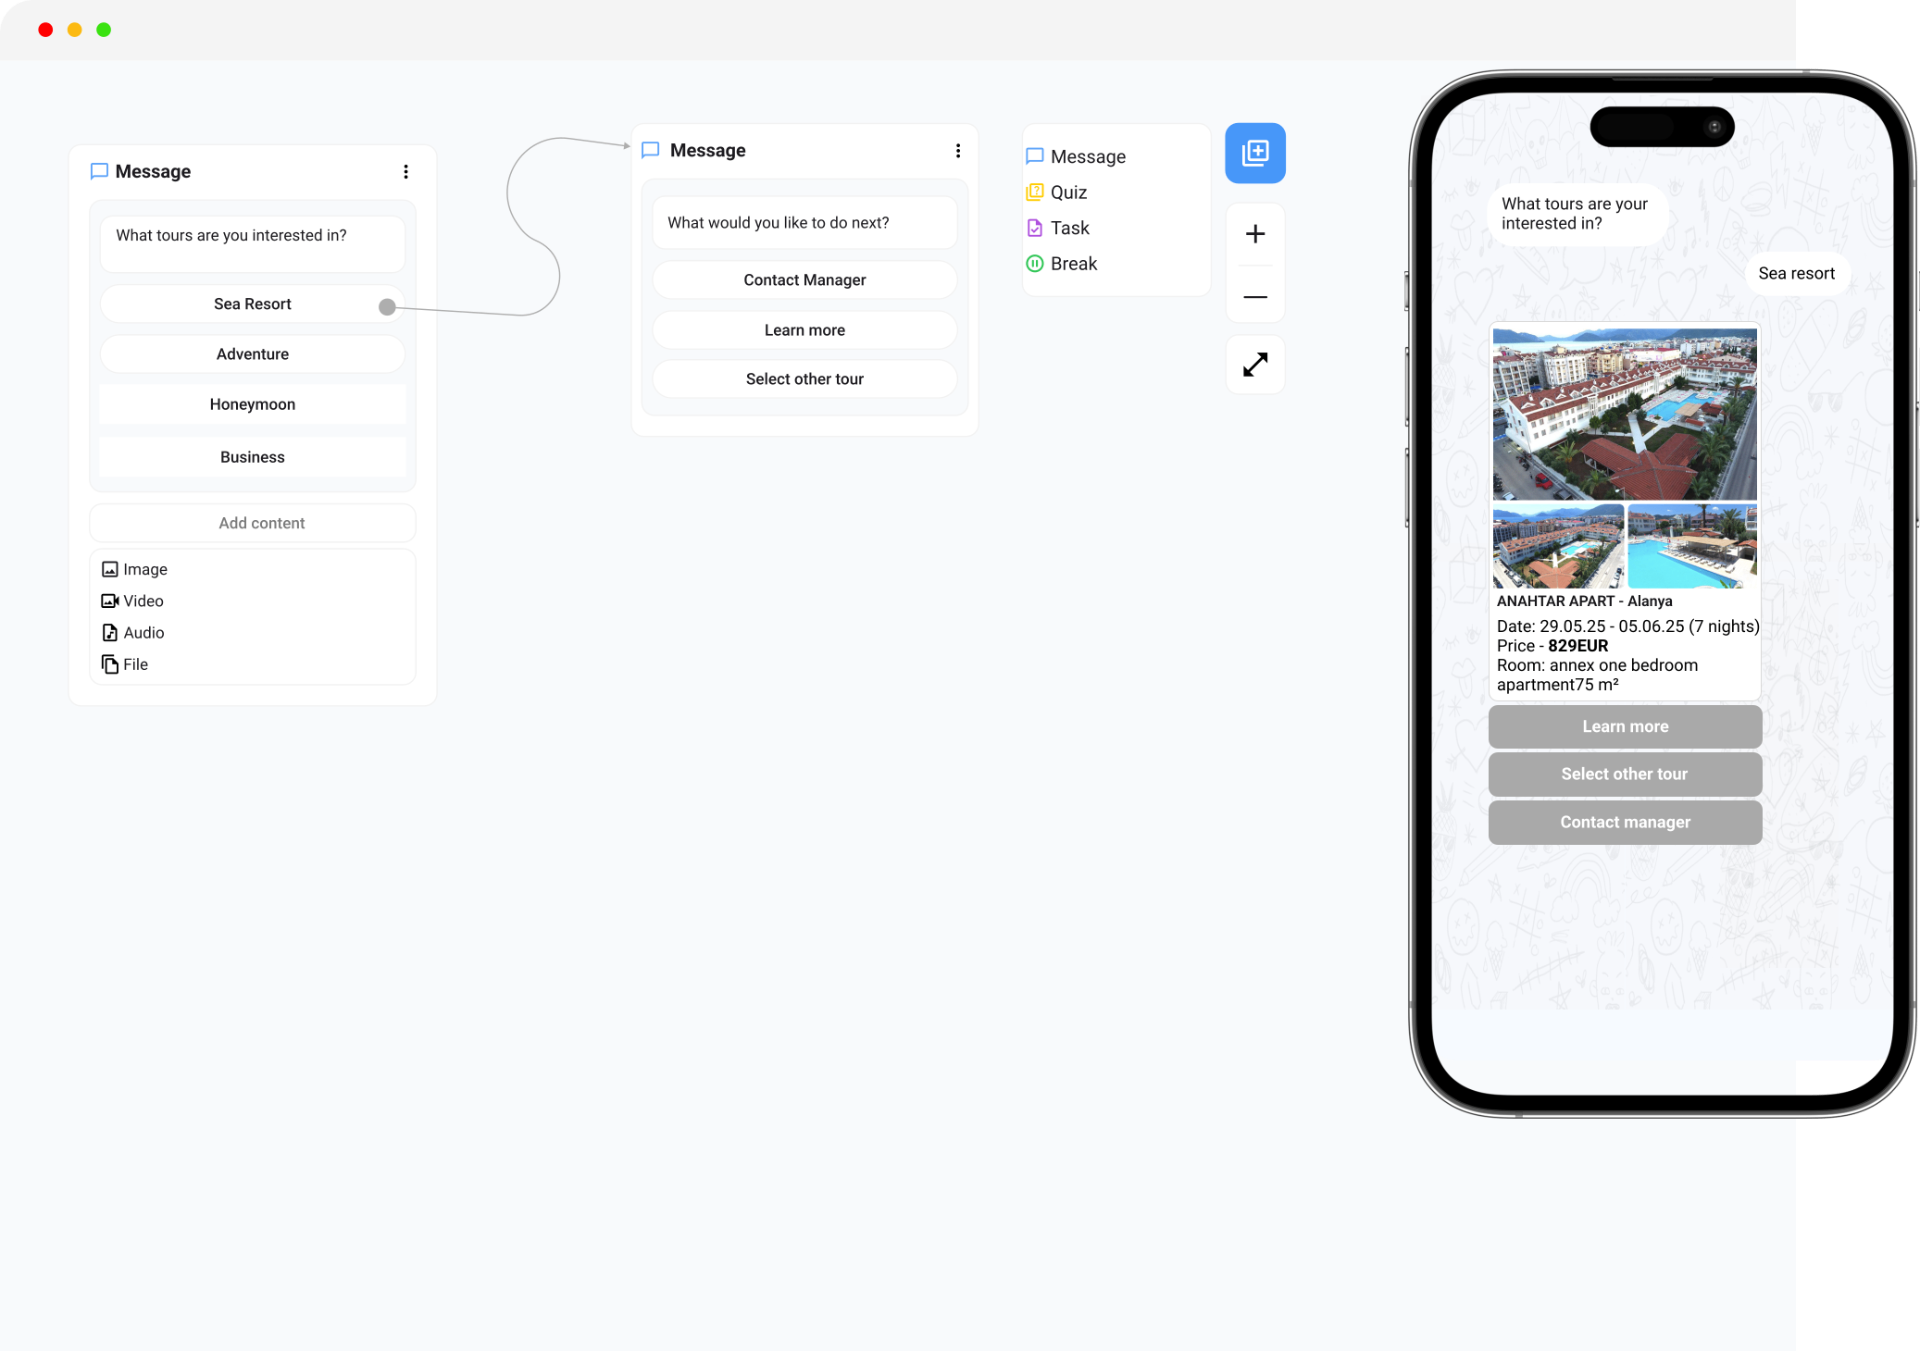 Message
What tours are you interested in?
Sea Resort
Adventure
Honeymoon
Business
Add content
Image
Video
Audio
File
Message
What would you like to do next?
Contact Manager
Learn more
Select other tour
Message
Quiz
Task
Break
What tours are your
interested in?
Sea resort
ANAHTAR APART - Alanya
Date: 29.05.25 - 05.06.25 (7 nights)
Price - 829EUR
Room: annex one bedroom
apartment75 m²
Learn more
Select other tour
Contact manager